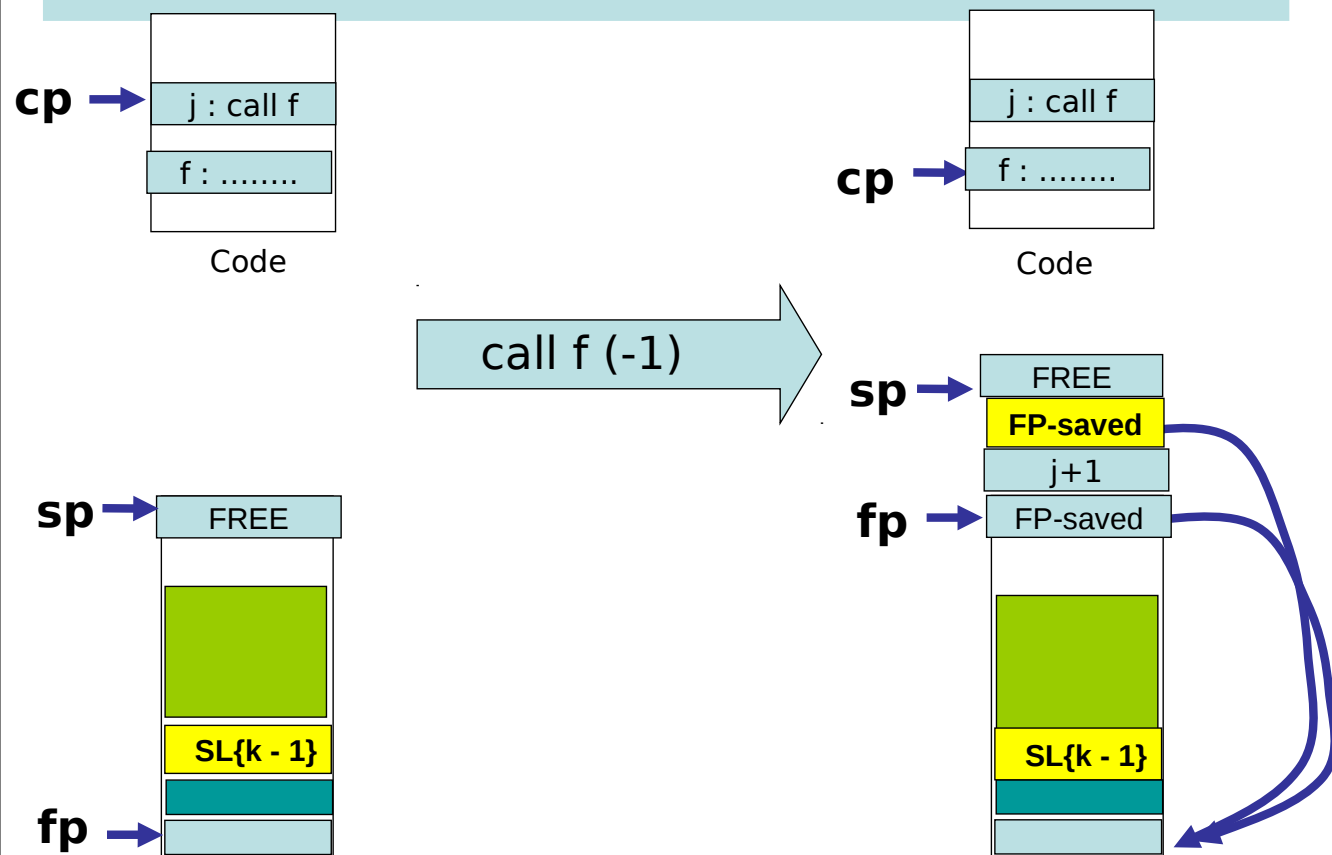 cp
j : call f
f : ........
Code
cp
j : call f
f : ........
Code
call f (-1)
sp
FREE
SL{k - 1}
fp
sp
FREE
FP-saved
j+1
fp
FP-saved
SL{k - 1}